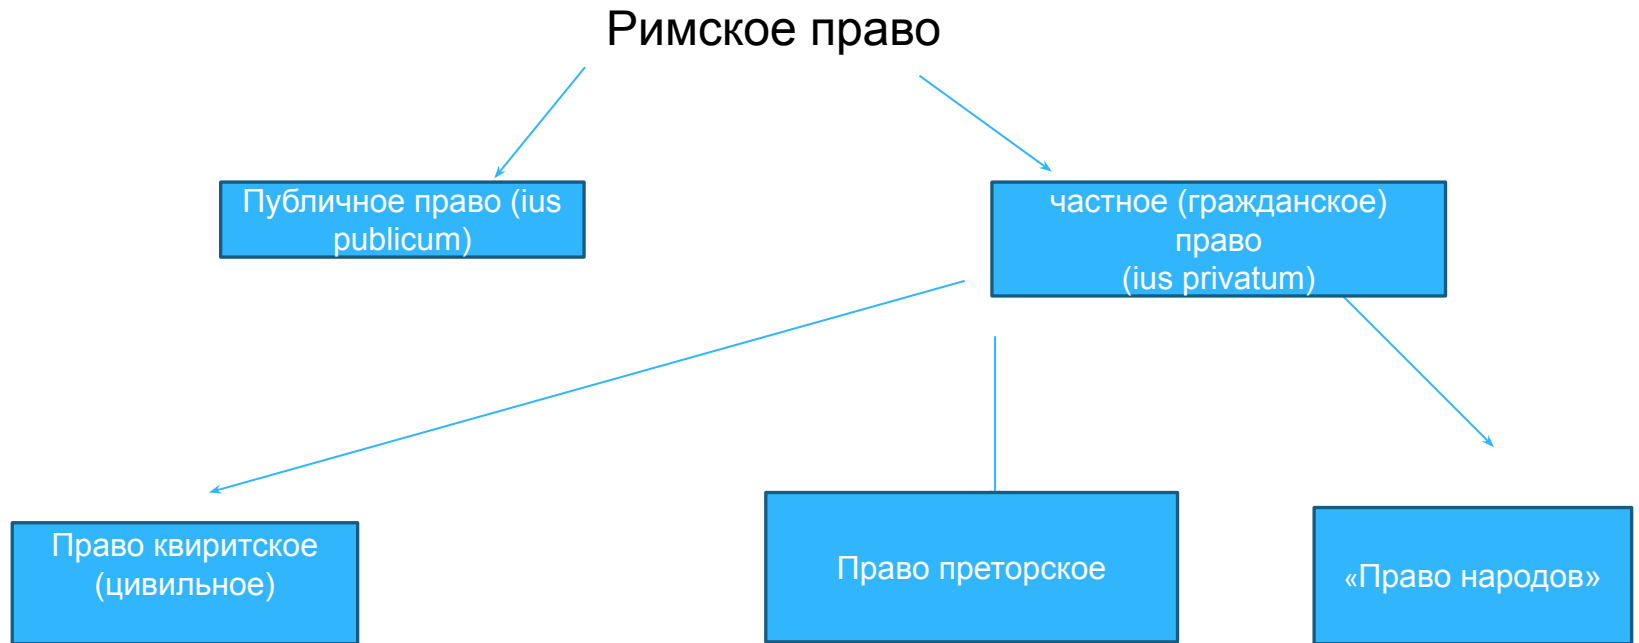 Римское право
Публичное право (ius
publicum)
частное (гражданское)
право
(ius privatum)
Право квиритское
(цивильное)
Право преторское
«Право народов»